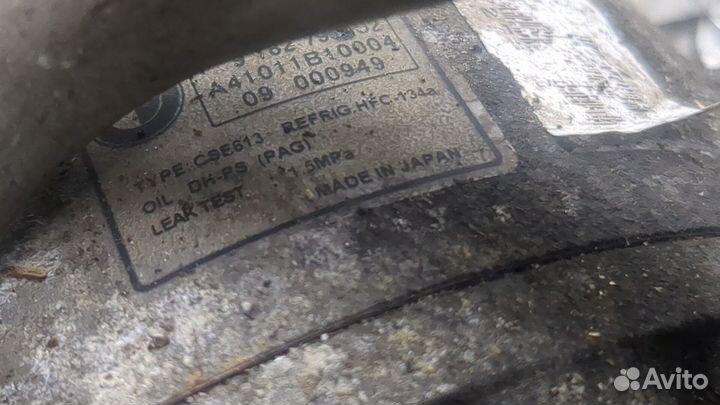 A41011B10004
09 000949
TYPE CSE613 REFRIG.HFC-134a
OIL DH-PS (PAG)
LEAK TEST 1.5MPa
MADE IN JAPAN
Avito